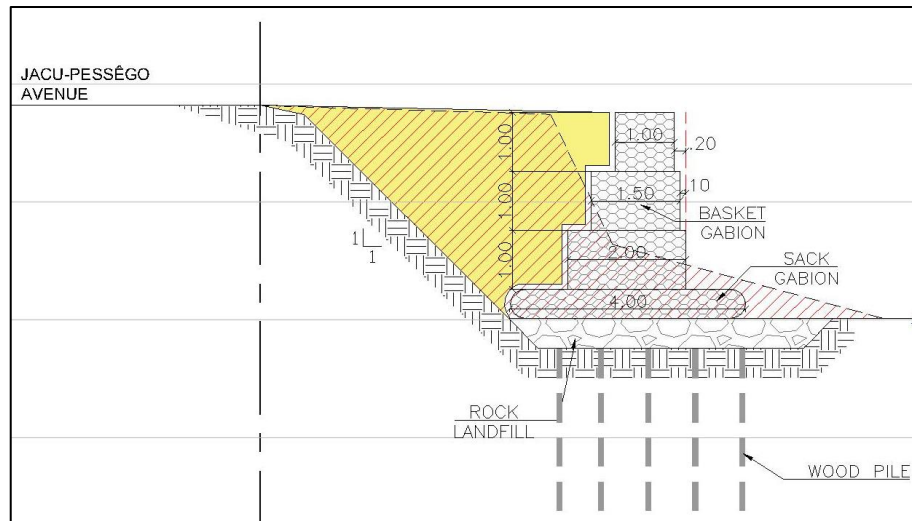 JACU-PESSÊGO
AVENUE
1.00
1.00
.20
1.00
1.50
.10
BASKET
GABION
1
1
1.00
2.00
SACK
GABION
4.00
ROCK
LANDFILL
WOOD PILE